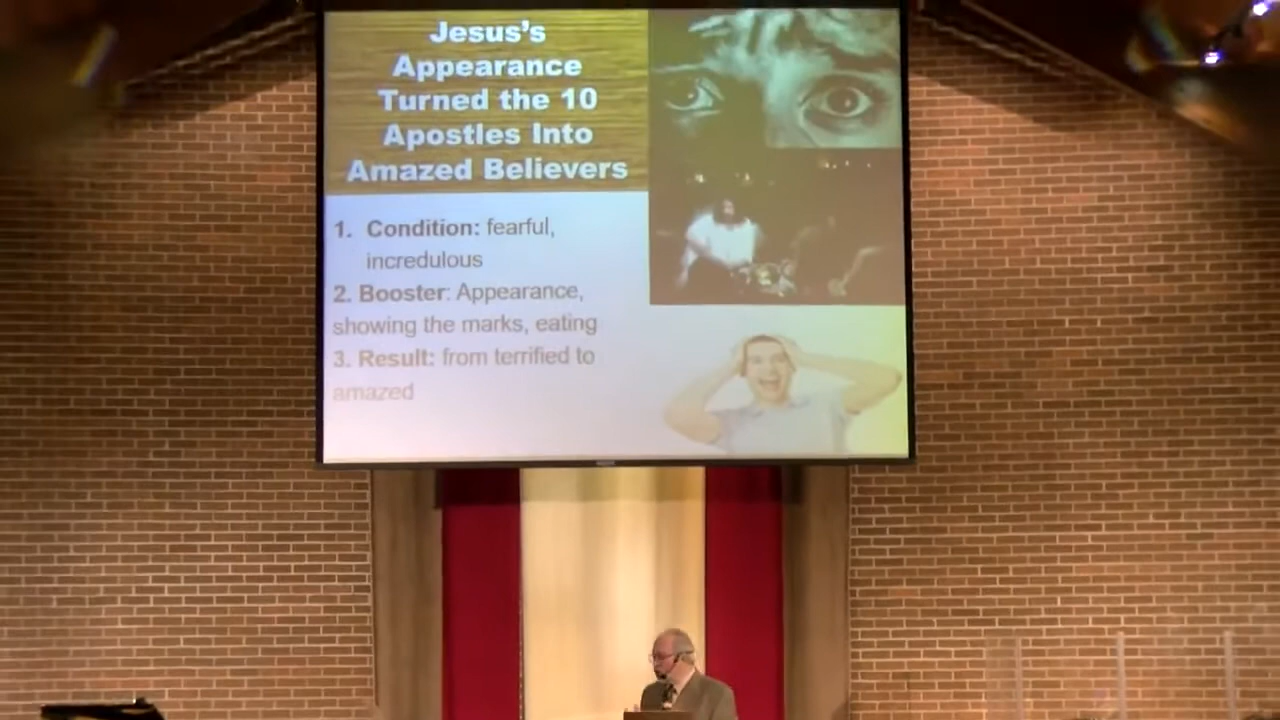 Jesus's
Appearance
Turned the 10
Apostles Into
Amazed Believers
1. Condition: fearful,
incredulous
2. Booster: Appearance,
showing the marks, eating
3. Result: from terrified to
amazed